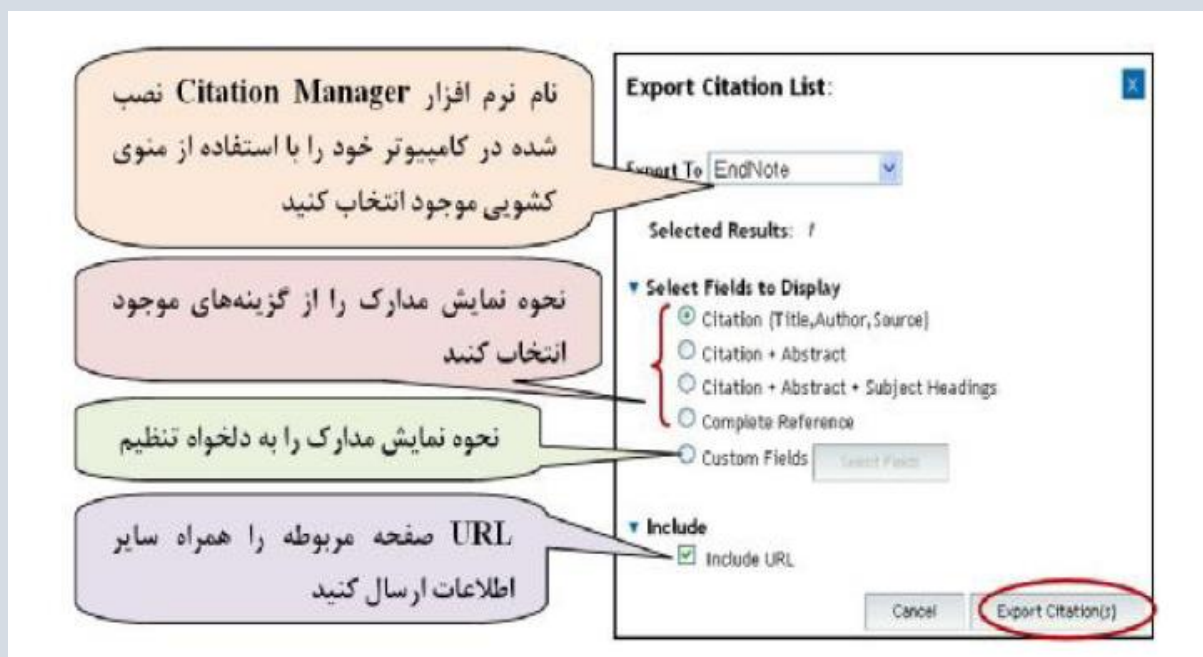 نام نرم افزار Citation Manager نصب
شده در کامپیوتر خود را با استفاده از منوی
کشویی موجود انتخاب کنید
نحوه نمایش مدارک را از گزینه‌های موجود
انتخاب کنید
نحوه نمایش مدارک را به دلخواه تنظیم
URL صفحه مربوطه را همراه سایر
اطلاعات ارسال کنید
Export Citation List:
X
Export To EndNote
Selected Results:
Select Fields to Display
Citation (Title,Author,Source)
Citation + Abstract
Citation + Abstract + Subject Headings
Complete Reference
Custom Fields Select Fields
Include
Include URL
Cancel Export Citation(s)